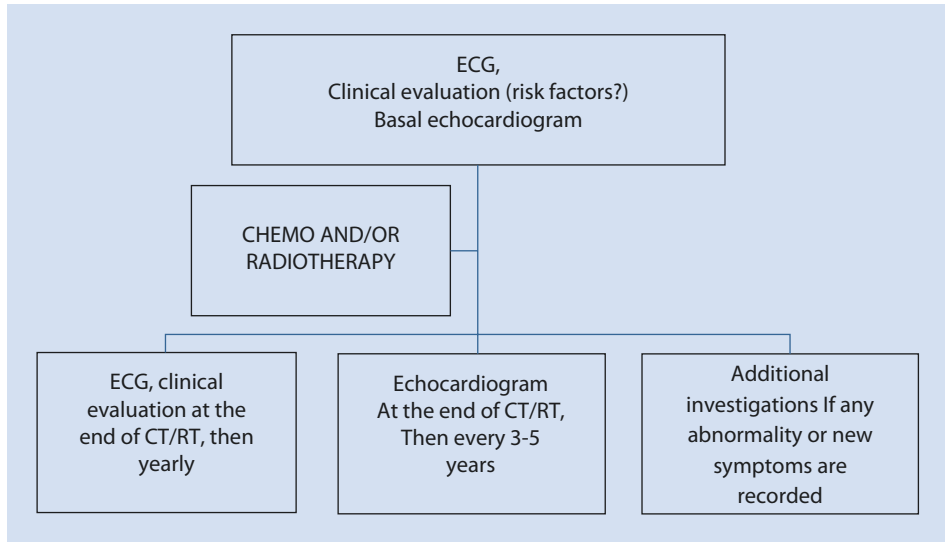 ECG,
Clinical evaluation (risk factors?)
Basal echocardiogram
CHEMO AND/OR
RADIOTHERAPY
ECG, clinical
evaluation at the
end of CT/RT, then
yearly
Echocardiogram
At the end of CT/RT,
Then every 3-5
years
Additional
investigations If any
abnormality or new
symptoms are
recorded